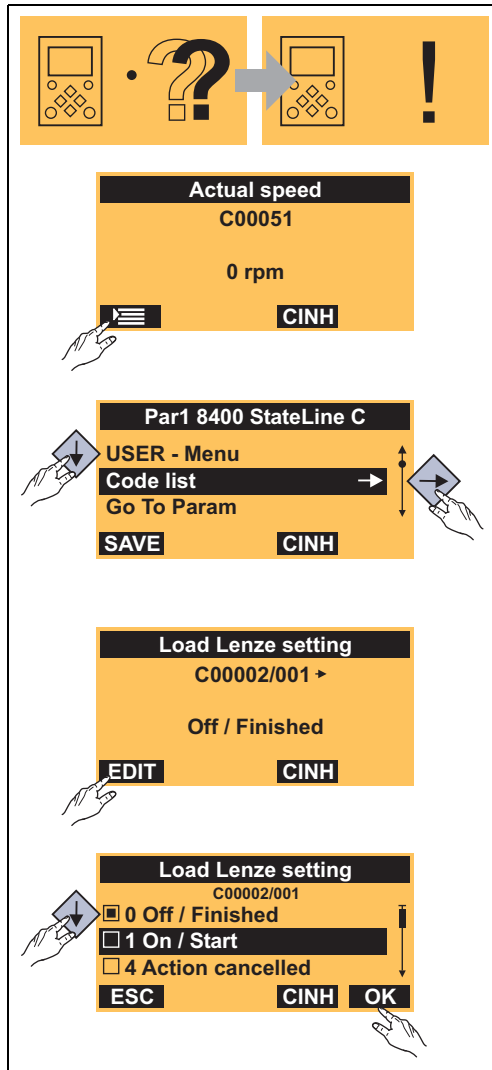 ??
!
Actual speed
C00051
0 rpm
CINH
Par1 8400 StateLine C
USER - Menu
Code list
Go To Param
SAVE CINH
Load Lenze setting
C00002/001
Off / Finished
EDIT CINH
Load Lenze setting
C00002/001
0 Off / Finished
1 On / Start
4 Action cancelled
ESC CINH OK